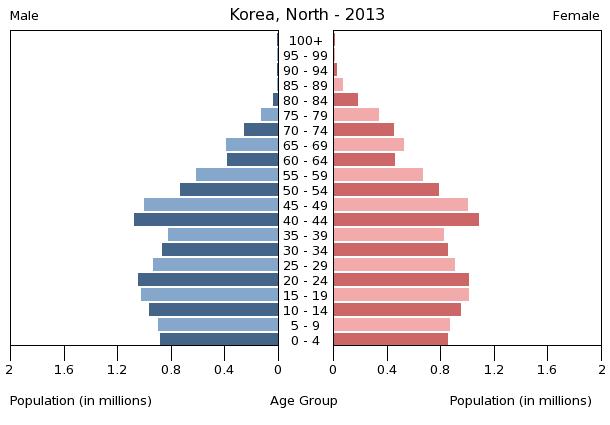 Male Korea, North - 2013 Female
100+
95 - 99
90 - 94
85 - 89
80 - 84
75 - 79
70 - 74
65 - 69
60 - 64
55 - 59
50 - 54
45 - 49
40 - 44
35 - 39
30 - 34
25 - 29
20 - 24
15 - 19
10 - 14
5 - 9
0 - 4
2 1.6 1.2 0.8 0.4 0 0 0.4 0.8 1.2 1.6 2
Population (in millions) Age Group Population (in millions)